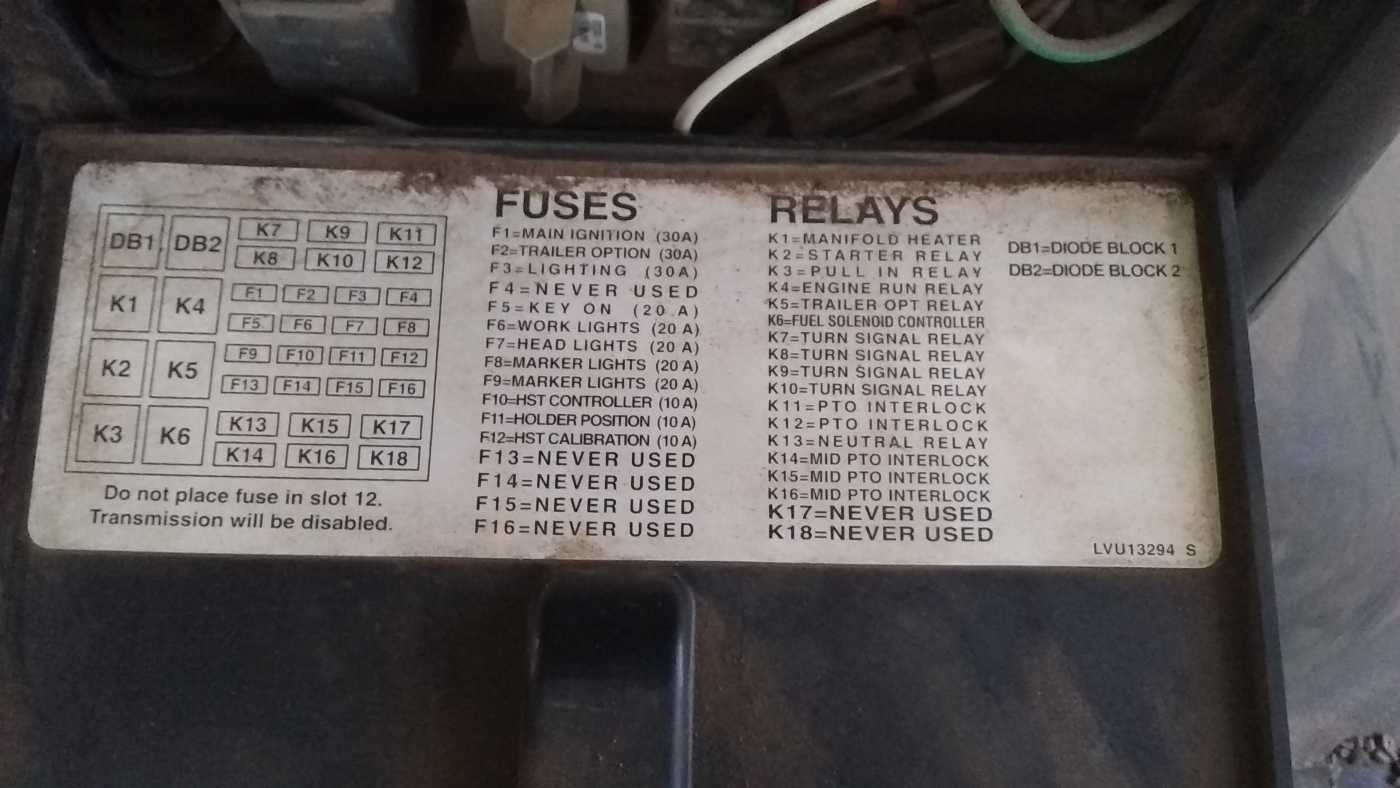 DB1 DB2 K7 K9 K11
K8 K10 K12
K1 K4 F1 F2 F3 F4
F5 F6 F7 F8
K2 K5 F9 F10 F11 F12
F13 F14 F15 F16
K3 K6 K13 K15 K17
K14 K16 K18
Do not place fuse in slot 12.
Transmission will be disabled.
FUSES
F1=MAIN IGNITION (30A)
F2=TRAILER OPTION (30A)
F3=LIGHTING (30A)
F4=NEVER USED
F5=KEY ON (20 A)
F6=WORK LIGHTS (20 A)
F7=HEAD LIGHTS (20 A)
F8=MARKER LIGHTS (20 A)
F9=MARKER LIGHTS (20 A)
F10=HST CONTROLLER (10 A)
F11=HOLDER POSITION (10 A)
F12=HST CALIBRATION (10 A)
F13=NEVER USED
F14=NEVER USED
F15=NEVER USED
F16=NEVER USED
RELAYS
K1=MANIFOLD HEATER
K2=STARTER RELAY
K3=PULL IN RELAY
K4=ENGINE RUN RELAY
K5=TRAILER OPT RELAY
K6=FUEL SOLENOID CONTROLLER
K7=TURN SIGNAL RELAY
K8=TURN SIGNAL RELAY
K9=TURN SIGNAL RELAY
K10=TURN SIGNAL RELAY
K11=PTO INTERLOCK
K12=PTO INTERLOCK
K13=NEUTRAL RELAY
K14=MID PTO INTERLOCK
K15=MID PTO INTERLOCK
K16=MID PTO INTERLOCK
K17=NEVER USED
K18=NEVER USED
DB1=DIODE BLOCK 1
DB2=DIODE BLOCK 2
LVU13294 S